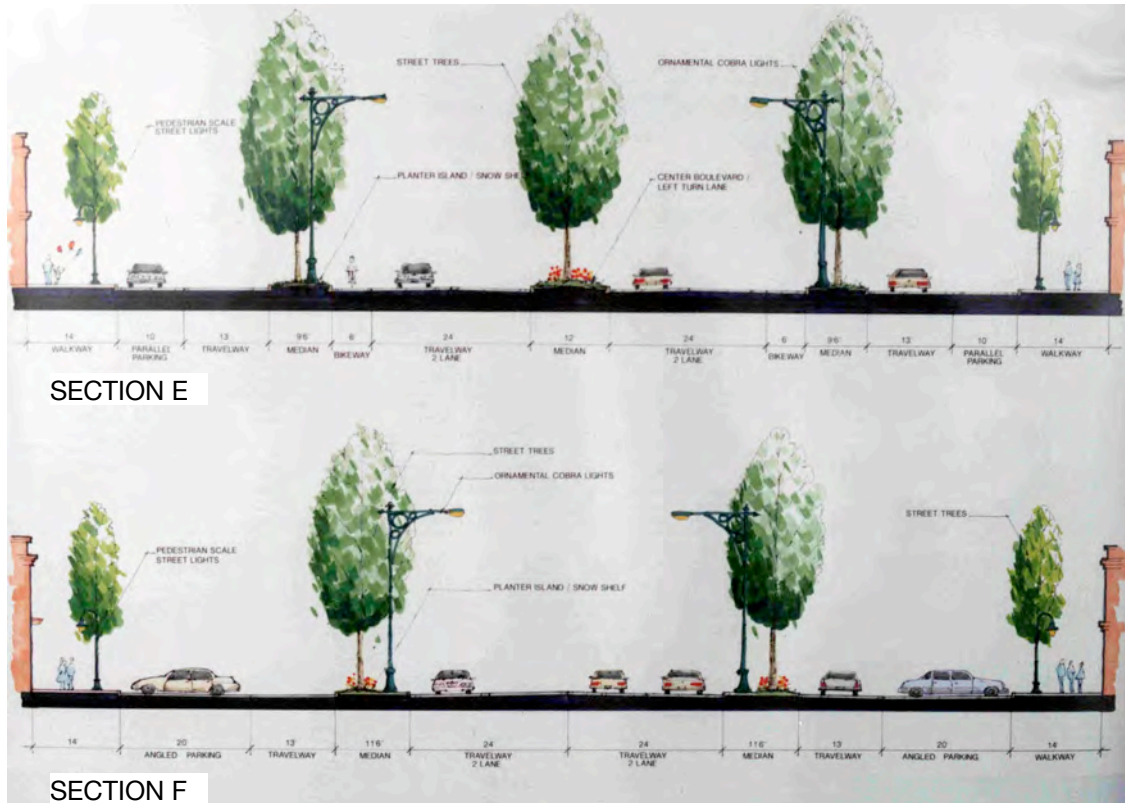 STREET TREES
ORNAMENTAL COBRA LIGHTS
PEDESTRIAN SCALE
STREET LIGHTS
PLANTER ISLAND / SNOW SHELF
CENTER BOULEVARD /
LEFT TURN LANE
14' 10' 13' 9'6" 6' 24' 12' 24' 6' 9'6" 13' 10' 14'
WALKWAY PARALLEL PARKING TRAVELWAY MEDIAN BIKEWAY TRAVELWAY 2 LANE MEDIAN TRAVELWAY 2 LANE BIKEWAY MEDIAN TRAVELWAY PARALLEL PARKING WALKWAY
SECTION E
STREET TREES
ORNAMENTAL COBRA LIGHTS
STREET TREES
PEDESTRIAN SCALE
STREET LIGHTS
PLANTER ISLAND / SNOW SHELF
14' 20' 13' 11'6" 24' 24' 11'6" 13' 20' 14'
ANGLED PARKING TRAVELWAY MEDIAN TRAVELWAY 2 LANE TRAVELWAY 2 LANE MEDIAN TRAVELWAY ANGLED PARKING WALKWAY
SECTION F